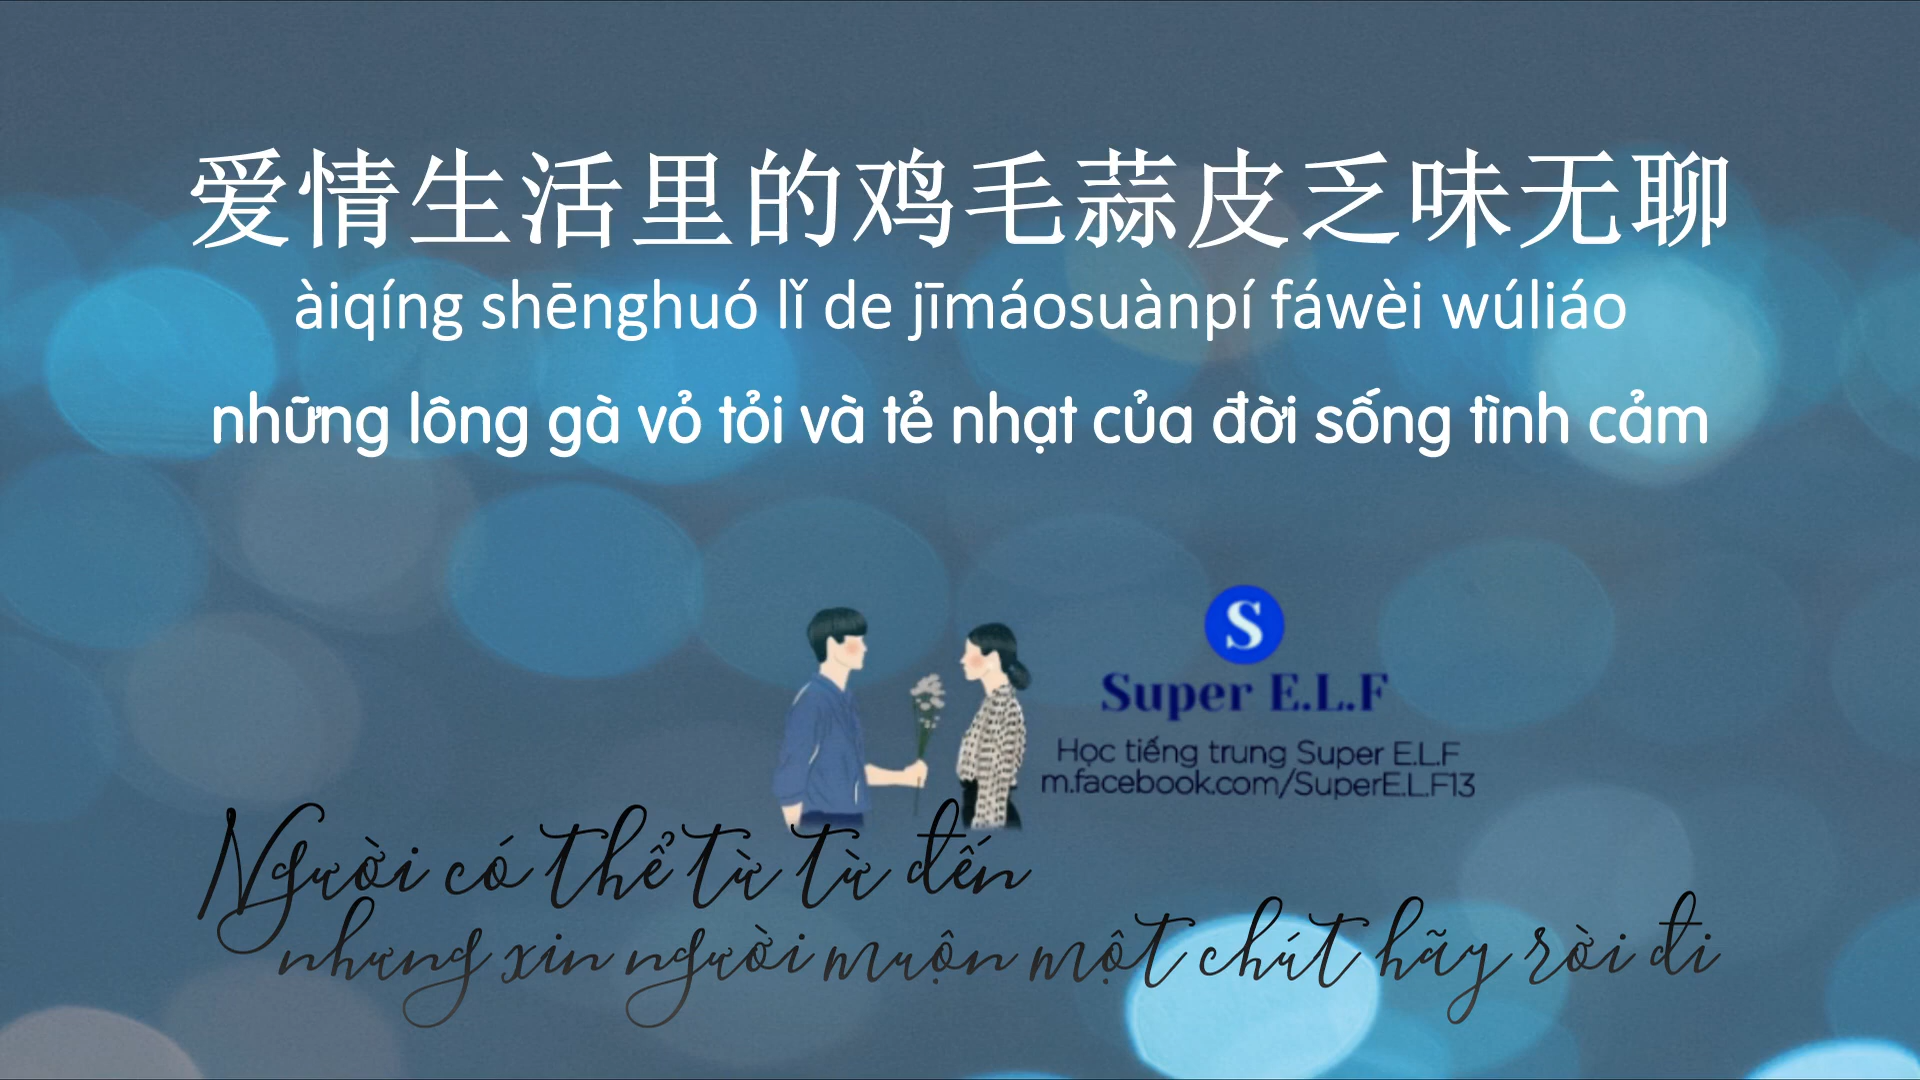 爱情生活里的鸡毛蒜皮乏味无聊
àiqíng shēnghuó lǐ de jīmáosuànpí fáwèi wúliáo
những lông gà vỏ tỏi và tẻ nhạt của đời sống tình cảm
S
Super E.L.F
Học tiếng trung Super E.L.F
m.facebook.com/SuperE.L.F13
Người có thể từ từ đến
nhưng xin người muộn một chút hãy rời đi